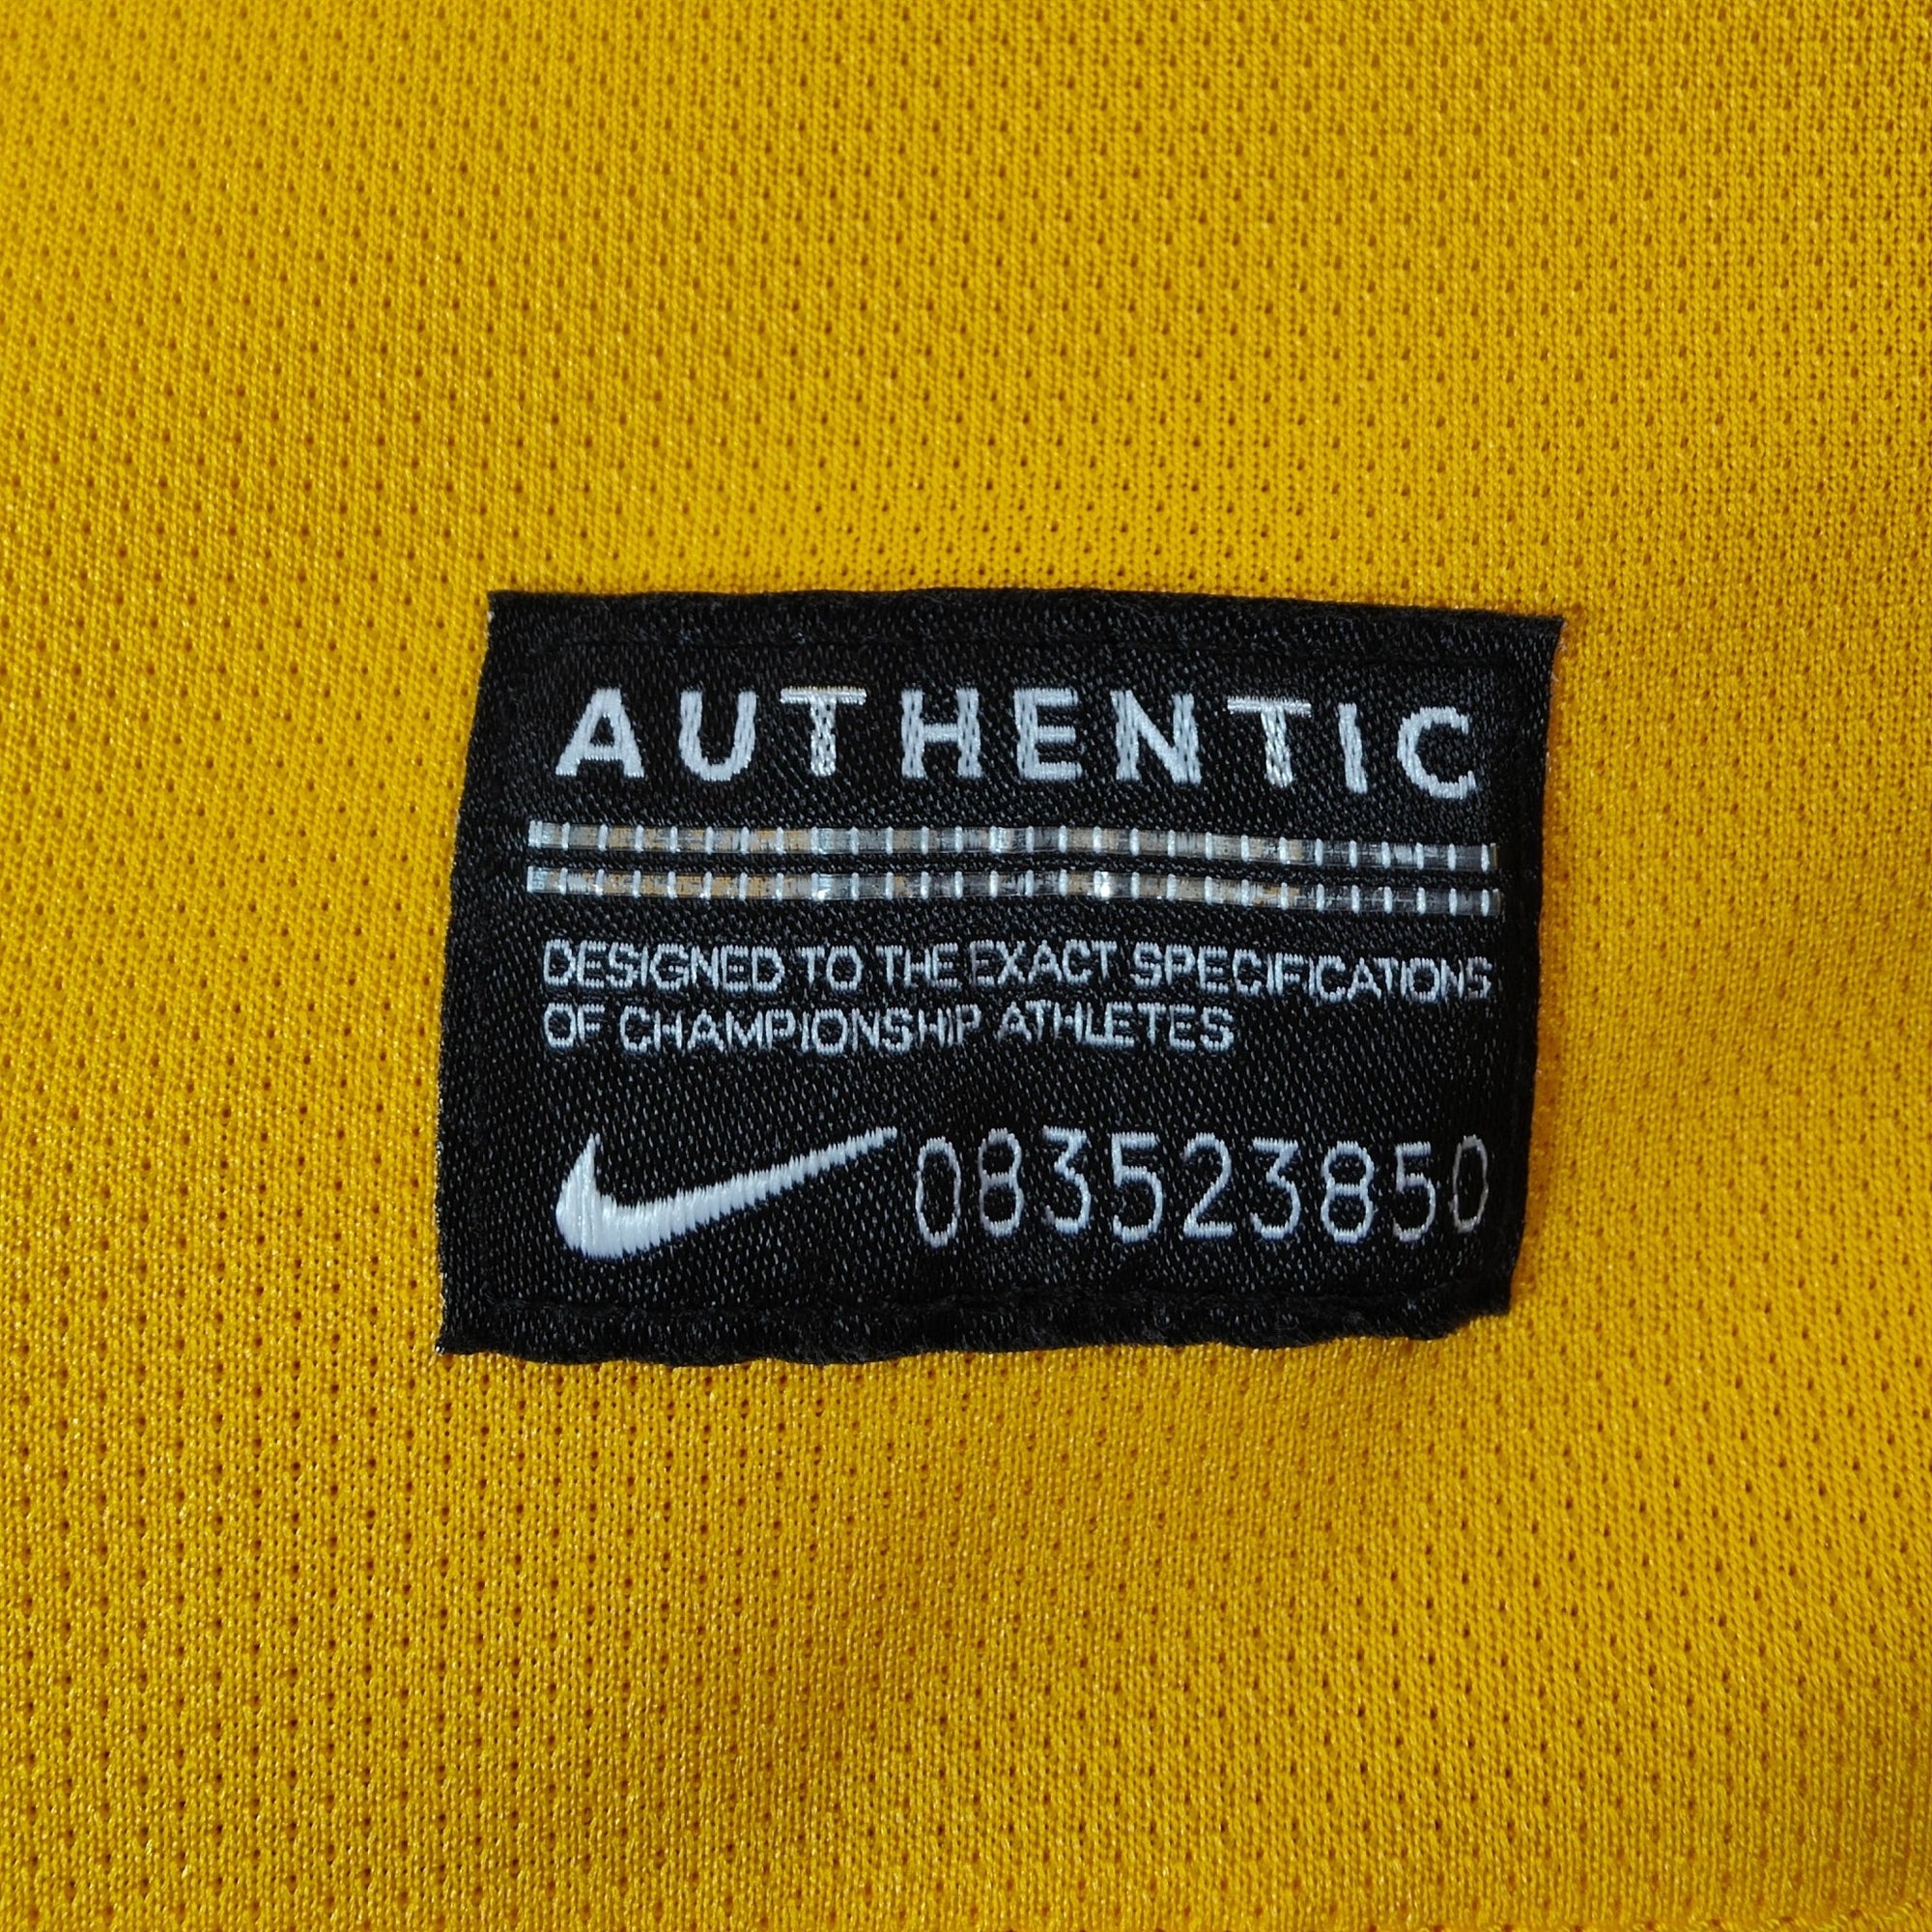 AUTHENTIC
DESIGNED TO THE EXACT SPECIFICATIONS
OF CHAMPIONSHIP ATHLETES
083523850